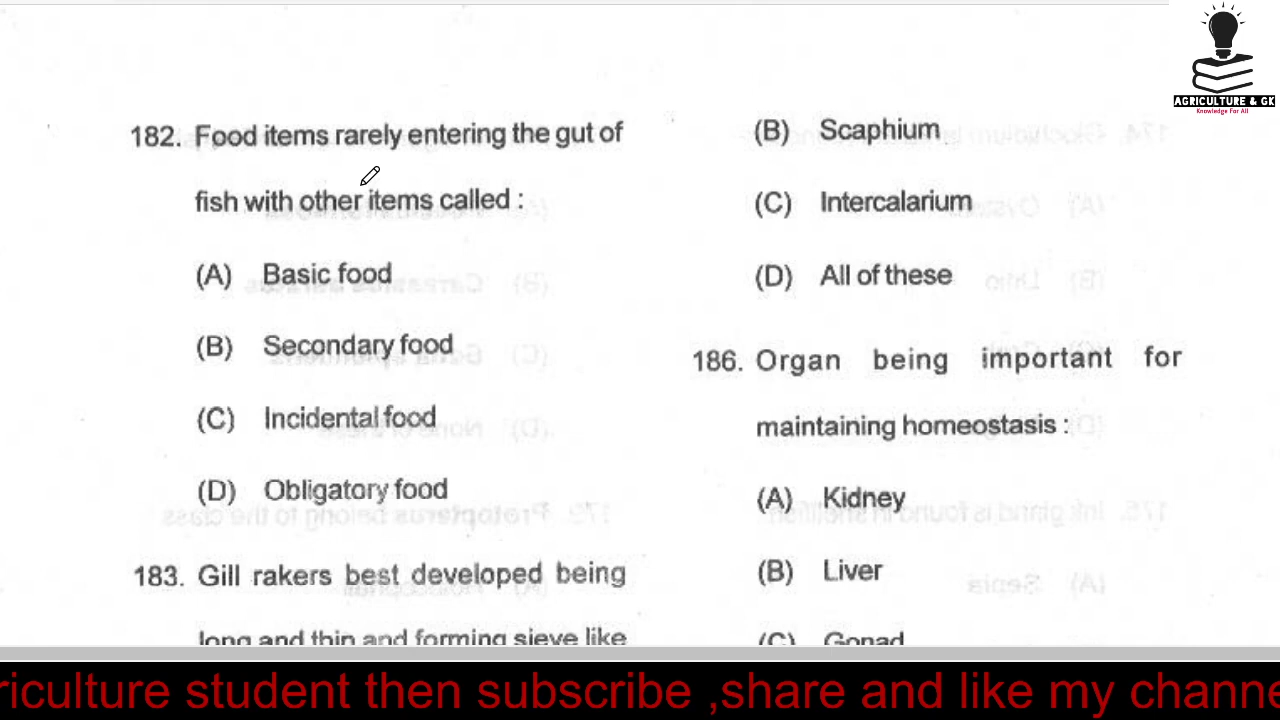 182. Food items rarely entering the gut of
fish with other items called :
(A) Basic food
(B) Secondary food
(C) Incidental food
(D) Obligatory food
183. Gill rakers best developed being
long and thin and forming sieve like
(B) Scaphium
(C) Intercalarium
(D) All of these
186. Organ being important for
maintaining homeostasis :
(A) Kidney
(B) Liver
(C) Gonad
AGRICULTURE & GK
Knowledge For All
riculture student then subscribe ,share and like my channe